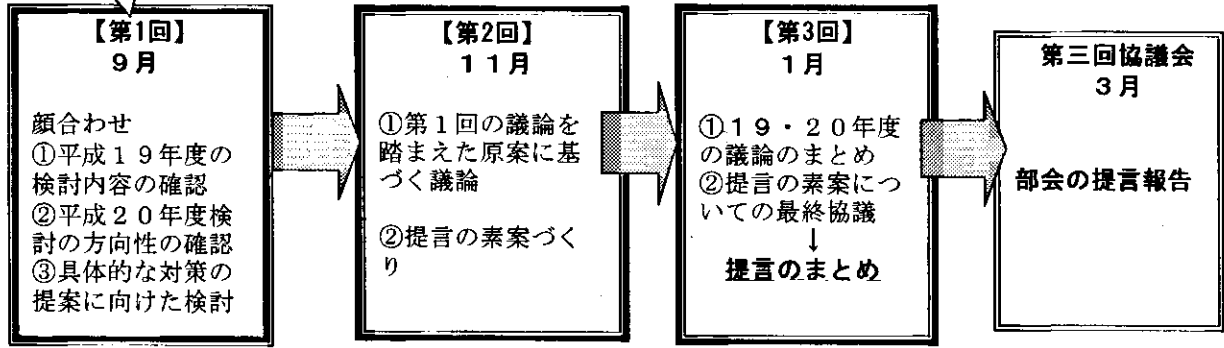 【第1回】
９月
顔合わせ
①平成１９年度の
検討内容の確認
②平成２０年度検
討の方向性の確認
③具体的な対策の
提案に向けた検討
【第2回】
１１月
①第１回の議論を
踏まえた原案に基
づく議論
②提言の素案づく
り
【第3回】
１月
①１９・２０年度
の議論のまとめ
②提言の素案につ
いての最終協議
↓
提言のまとめ
第三回協議会
３月
部会の提言報告